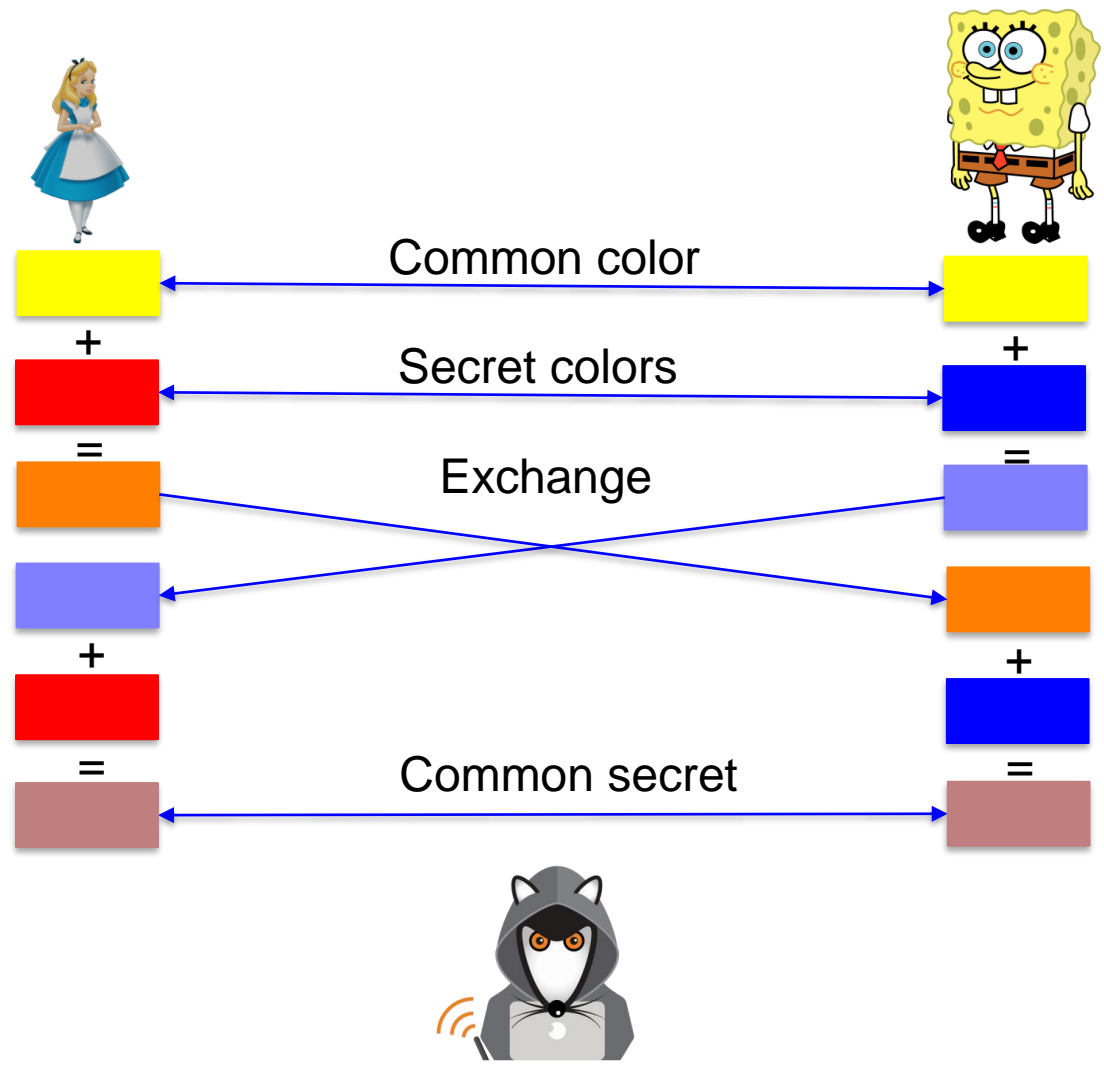 Common color
+ +
Secret colors
= =
Exchange
+ +
= =
Common secret